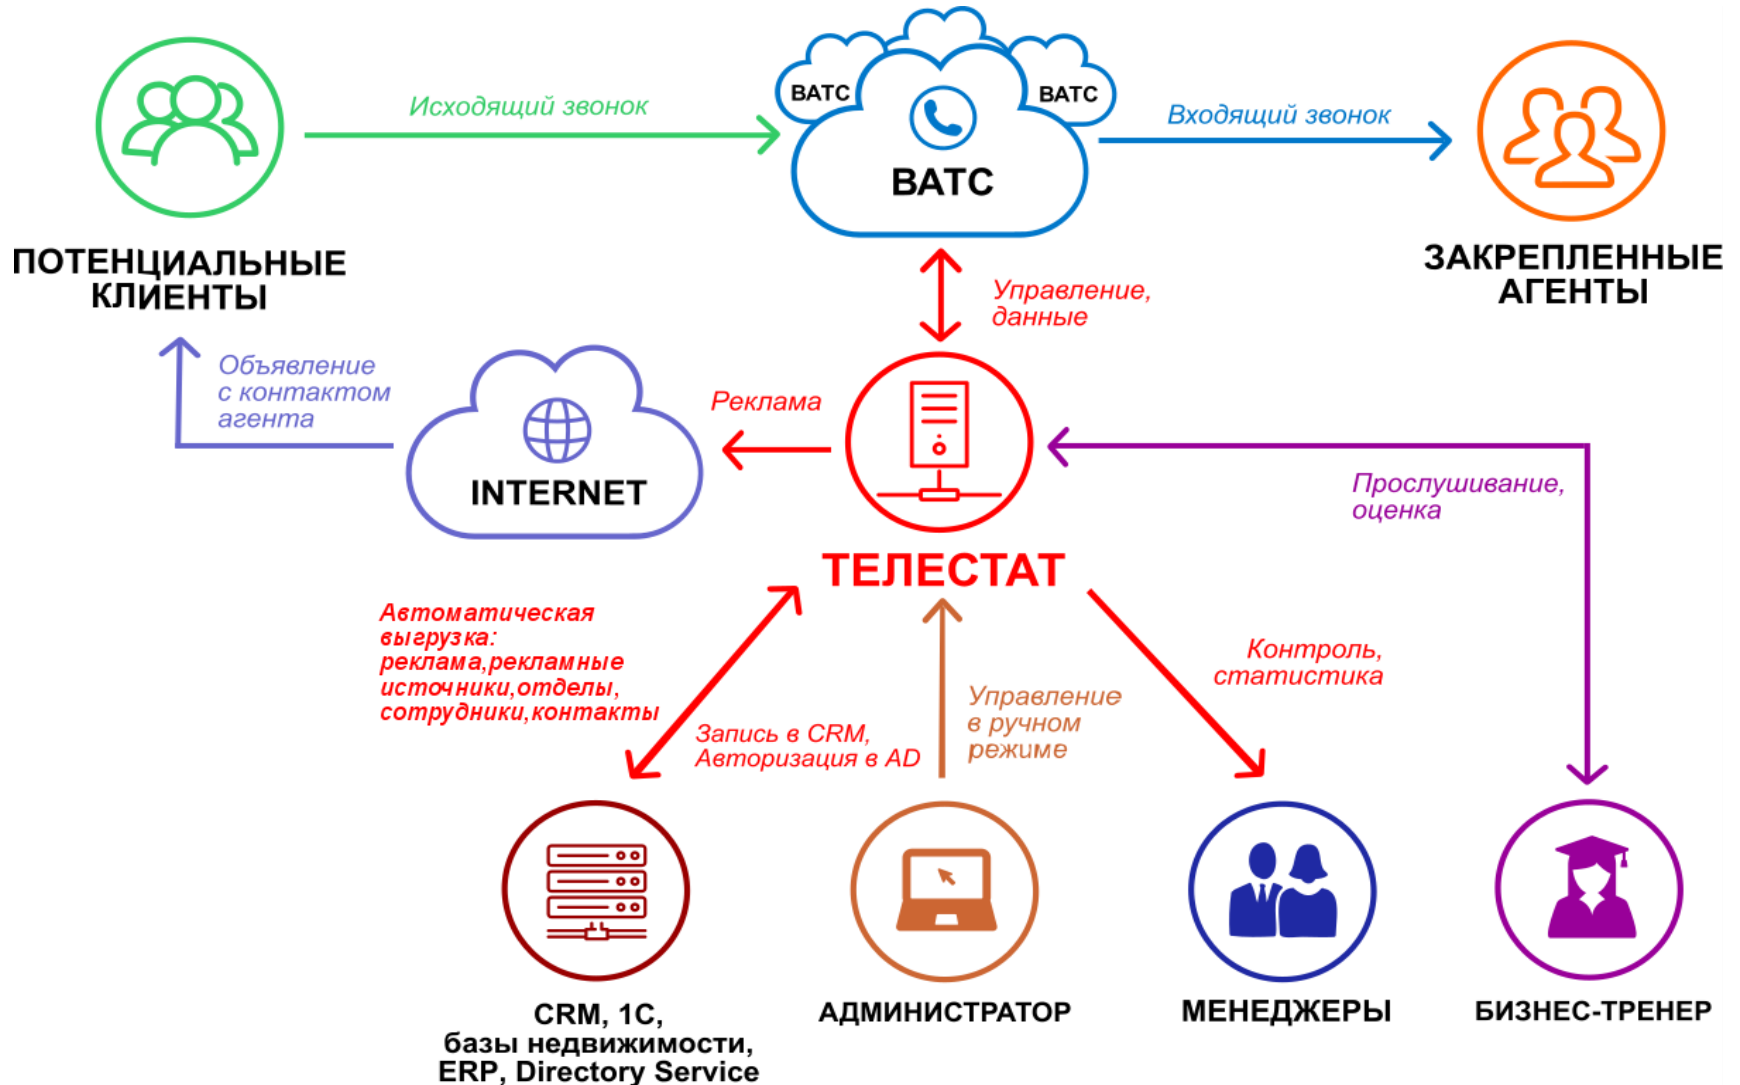 Исходящий звонок
ВАТС
ВАТС
ВАТС
Входящий звонок
ПОТЕНЦИАЛЬНЫЕ
КЛИЕНТЫ
ЗАКРЕПЛЕННЫЕ
АГЕНТЫ
Управление,
данные
Объявление
с контактом
агента
INTERNET
Реклама
ТЕЛЕСТАТ
Прослушивание,
оценка
Автоматическая
выгрузка:
реклама,рекламные
источники,отделы,
сотрудники,контакты
Запись в CRM,
Авторизация в AD
Управление
в ручном
режиме
Контроль,
статистика
CRM, 1С,
базы недвижимости,
ERP, Directory Service
АДМИНИСТРАТОР
МЕНЕДЖЕРЫ
БИЗНЕС-ТРЕНЕР